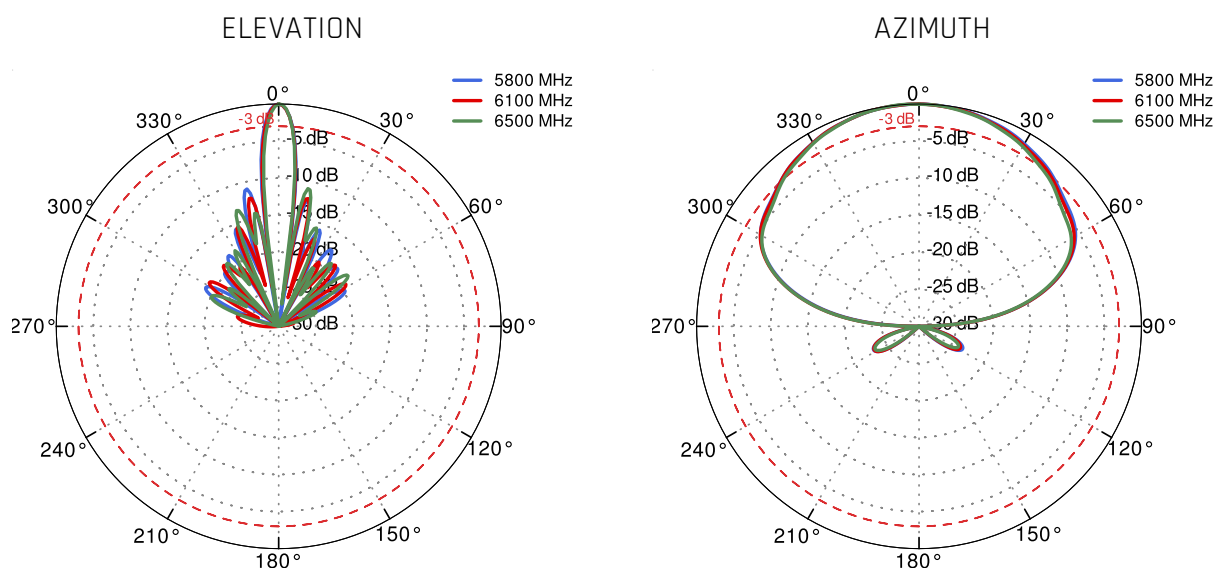 ELEVATION
5800 MHz
6100 MHz
6500 MHz
0°
-3 dB
330°
30°
-5 dB
-10 dB
300°
60°
-15 dB
-20 dB
270°
90°
-30 dB
240°
120°
210°
150°
180°
AZIMUTH
5800 MHz
6100 MHz
6500 MHz
0°
-3 dB
330°
30°
-5 dB
-10 dB
300°
60°
-15 dB
-20 dB
-25 dB
270°
90°
-30 dB
240°
120°
210°
150°
180°